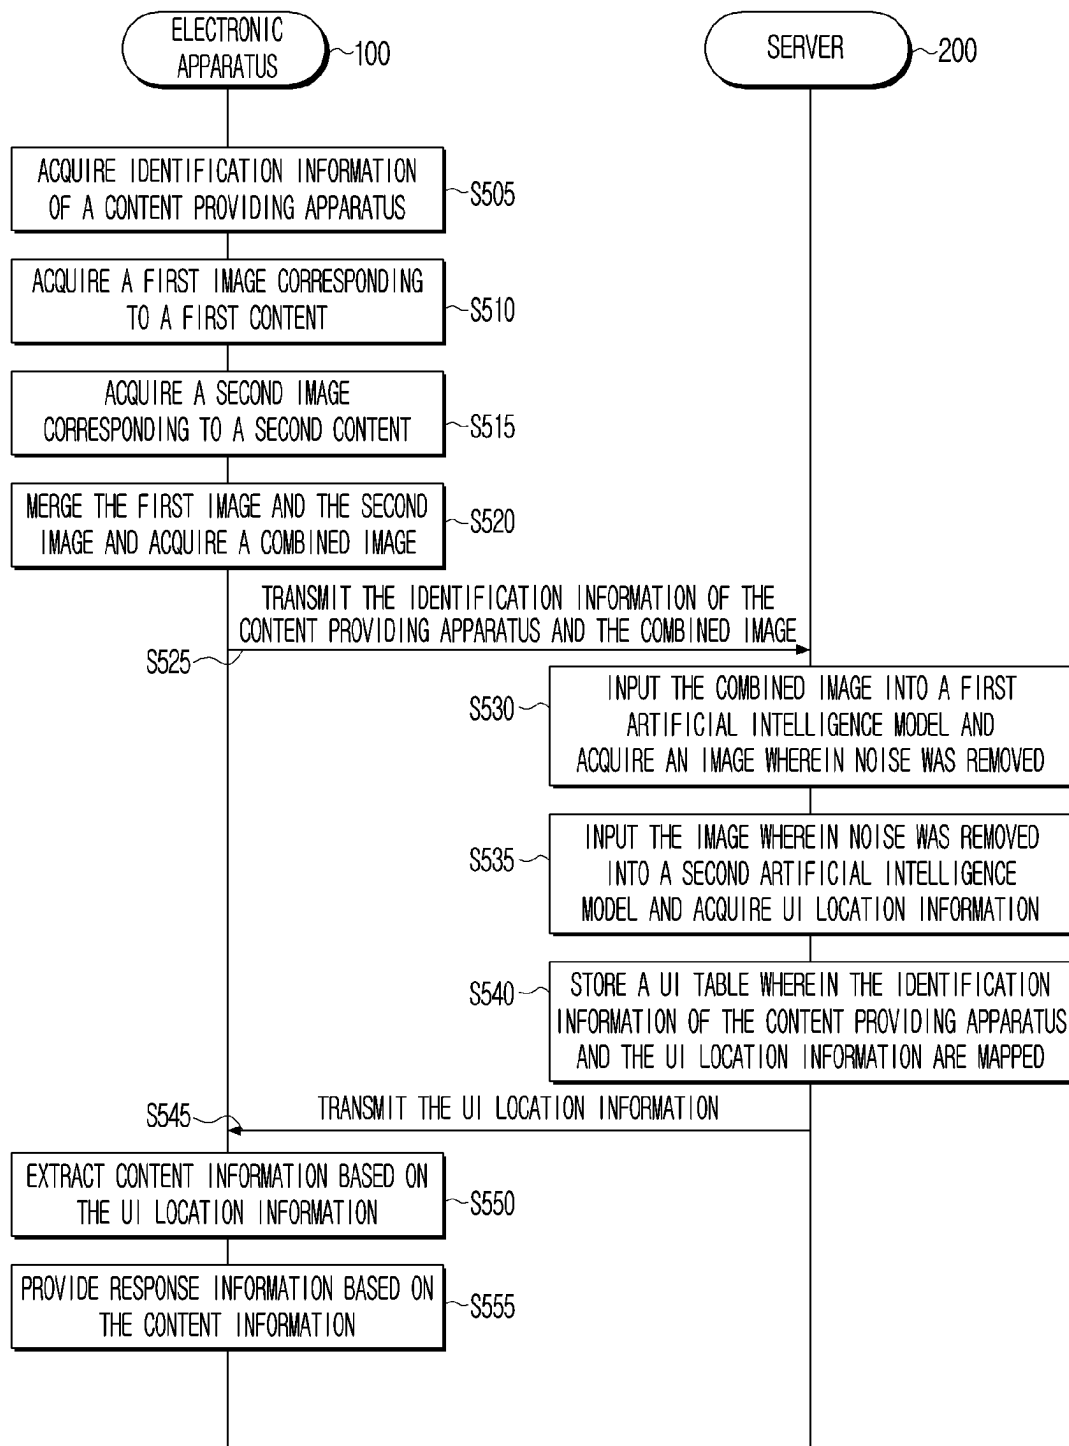 ELECTRONIC
APPARATUS
100
SERVER
200
ACQUIRE IDENTIFICATION INFORMATION
OF A CONTENT PROVIDING APPARATUS
S505
ACQUIRE A FIRST IMAGE CORRESPONDING
TO A FIRST CONTENT
S510
ACQUIRE A SECOND IMAGE
CORRESPONDING TO A SECOND CONTENT
S515
MERGE THE FIRST IMAGE AND THE SECOND
IMAGE AND ACQUIRE A COMBINED IMAGE
S520
TRANSMIT THE IDENTIFICATION INFORMATION OF THE
CONTENT PROVIDING APPARATUS AND THE COMBINED IMAGE
S525
S530
INPUT THE COMBINED IMAGE INTO A FIRST
ARTIFICIAL INTELLIGENCE MODEL AND
ACQUIRE AN IMAGE WHEREIN NOISE WAS REMOVED
S535
INPUT THE IMAGE WHEREIN NOISE WAS REMOVED
INTO A SECOND ARTIFICIAL INTELLIGENCE
MODEL AND ACQUIRE UI LOCATION INFORMATION
S540
STORE A UI TABLE WHEREIN THE IDENTIFICATION
INFORMATION OF THE CONTENT PROVIDING APPARATUS
AND THE UI LOCATION INFORMATION ARE MAPPED
S545
TRANSMIT THE UI LOCATION INFORMATION
EXTRACT CONTENT INFORMATION BASED ON
THE UI LOCATION INFORMATION
S550
PROVIDE RESPONSE INFORMATION BASED ON
THE CONTENT INFORMATION
S555